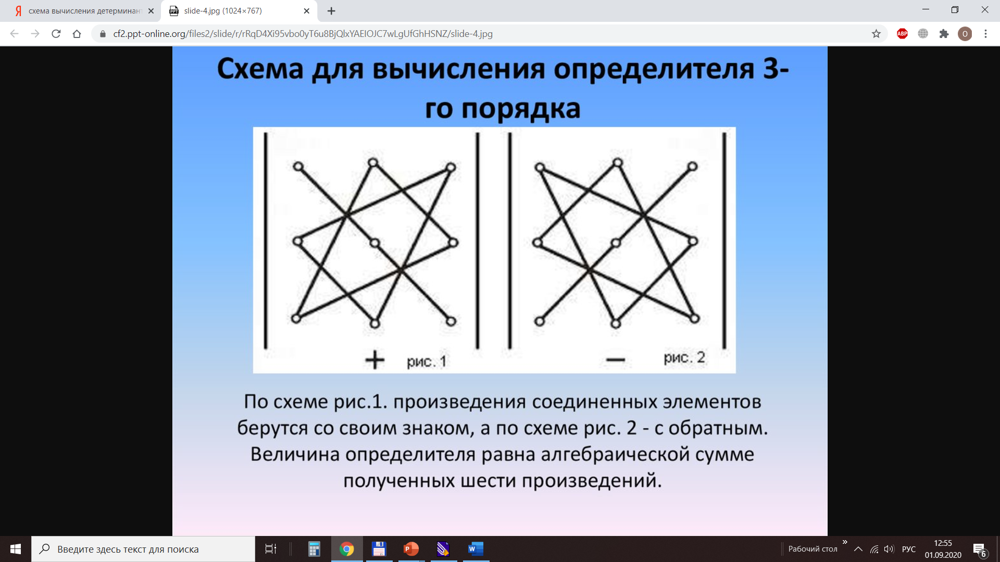 схема вычисления детерминан
slide-4.jpg (1024×767)
cf2.ppt-online.org/files2/slide/r/rRqD4Xi95vbo0yT6u8BjQlxYAEIOJC7wLgUfGhHSNZ/slide-4.jpg
ABP
O
Схема для вычисления определителя 3-
го порядка
+ рис. 1
− рис. 2
По схеме рис.1. произведения соединенных элементов
берутся со своим знаком, а по схеме рис. 2 - с обратным.
Величина определителя равна алгебраической сумме
полученных шести произведений.
Введите здесь текст для поиска
Рабочий стол
РУС
12:55
01.09.2020
6